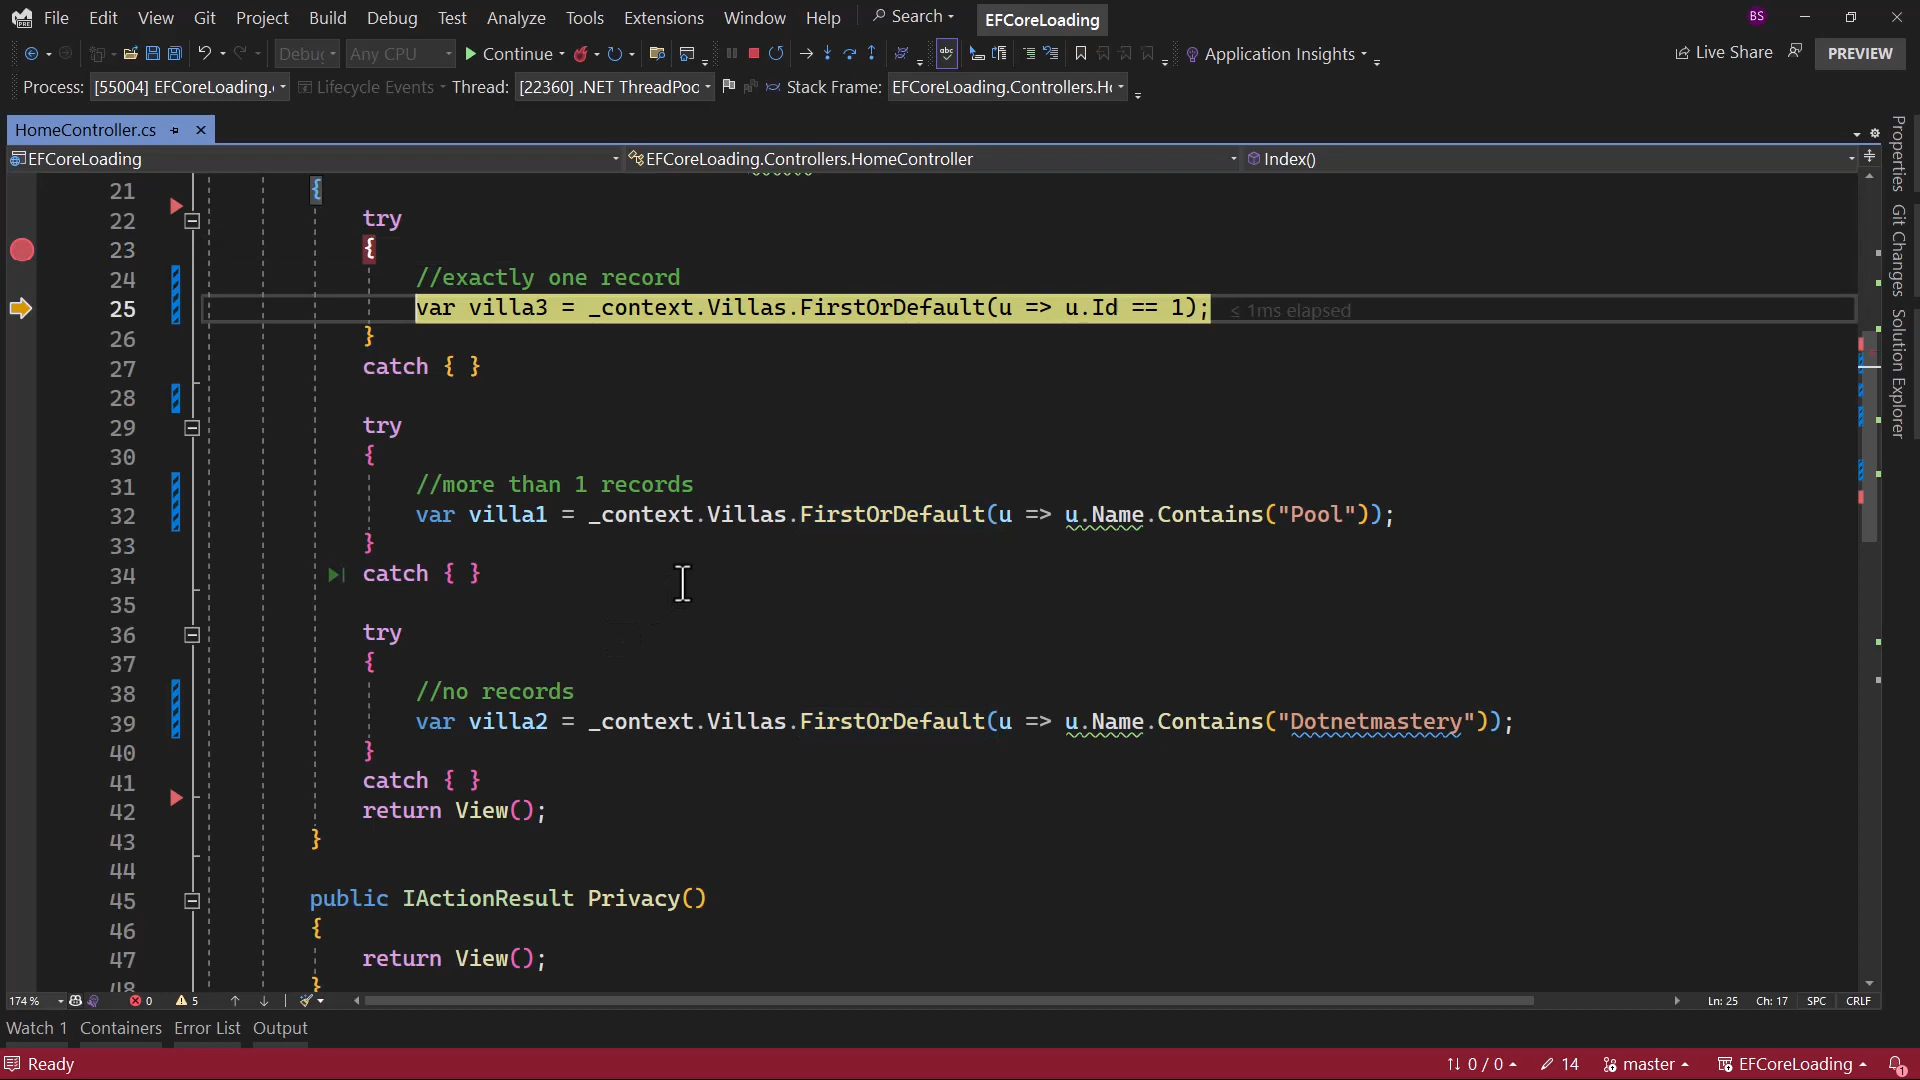 File Edit View Git Project Build Debug Test Analyze Tools Extensions Window Help Search EFCoreLoading BS
Debug Any CPU Continue abc Application Insights Live Share PREVIEW
Process: [55004] EFCoreLoading. Lifecycle Events Thread: [22360] .NET ThreadPoo Stack Frame: EFCoreLoading.Controllers.H
HomeController.cs
EFCoreLoading EFCoreLoading.Controllers.HomeController Index()
21 {
22 try
23 {
24 //exactly one record
25 var villa3 = _context.Villas.FirstOrDefault(u => u.Id == 1); ≤ 1ms elapsed
26 }
27 catch { }
28
29 try
30 {
31 //more than 1 records
32 var villa1 = _context.Villas.FirstOrDefault(u => u.Name.Contains("Pool"));
33 }
34 catch { }
35
36 try
37 {
38 //no records
39 var villa2 = _context.Villas.FirstOrDefault(u => u.Name.Contains("Dotnetmastery"));
40 }
41 catch { }
42 return View();
43 }
44
45 public IActionResult Privacy()
46 {
47 return View();
48 }
Properties
Git Changes
Solution Explorer
174 % 0 5 Ln: 25 Ch: 17 SPC CRLF
Watch 1 Containers Error List Output
Ready 0 / 0 14 master EFCoreLoading 1